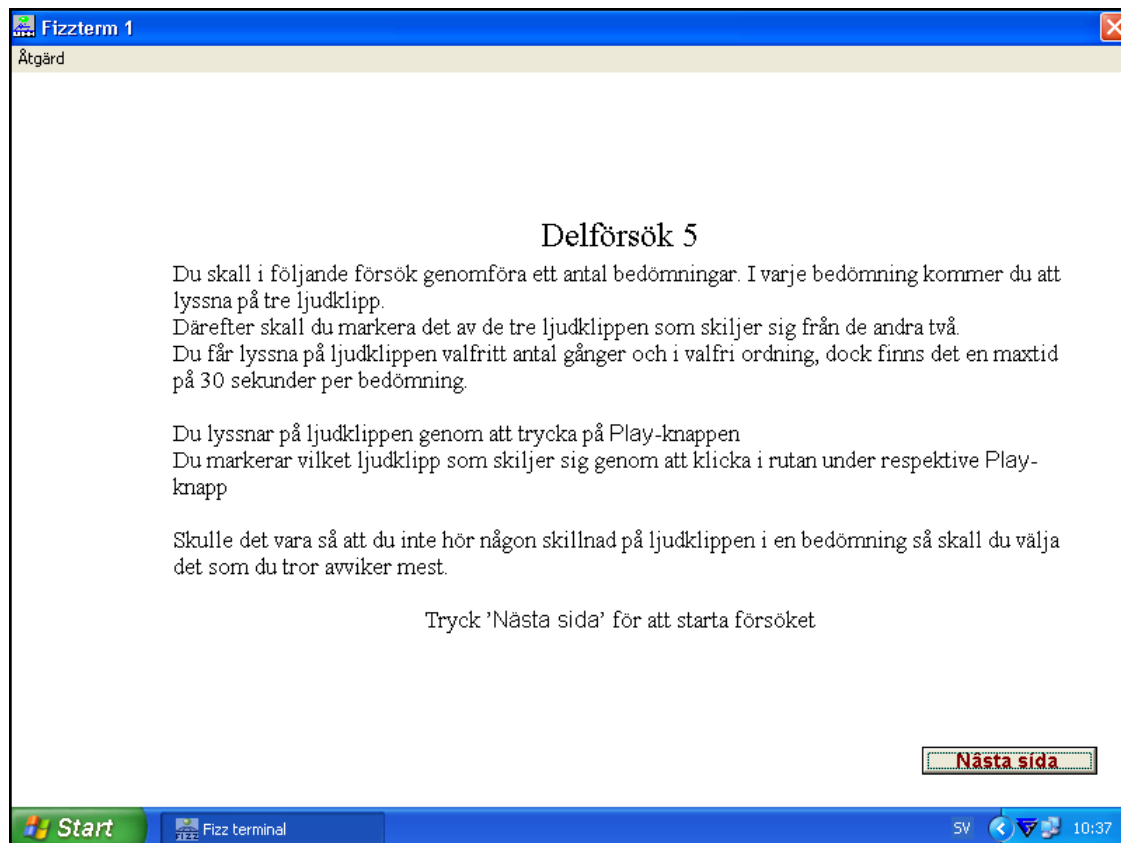 Fizzterm 1
Åtgärd
Delförsök 5
Du skall i följande försök genomföra ett antal bedömningar. I varje bedömning kommer du att
lyssna på tre ljudklipp.
Därefter skall du markera det av de tre ljudklippen som skiljer sig från de andra två.
Du får lyssna på ljudklippen valfritt antal gånger och i valfri ordning, dock finns det en maxtid
på 30 sekunder per bedömning.
Du lyssnar på ljudklippen genom att trycka på Play-knappen
Du markerar vilket ljudklipp som skiljer sig genom att klicka i rutan under respektive Play-
knapp
Skulle det vara så att du inte hör någon skillnad på ljudklippen i en bedömning så skall du välja
det som du tror avviker mest.
Tryck 'Nästa sida' för att starta försöket
Nästa sida
Start
FIZZ
Fizz terminal
SV
10:37